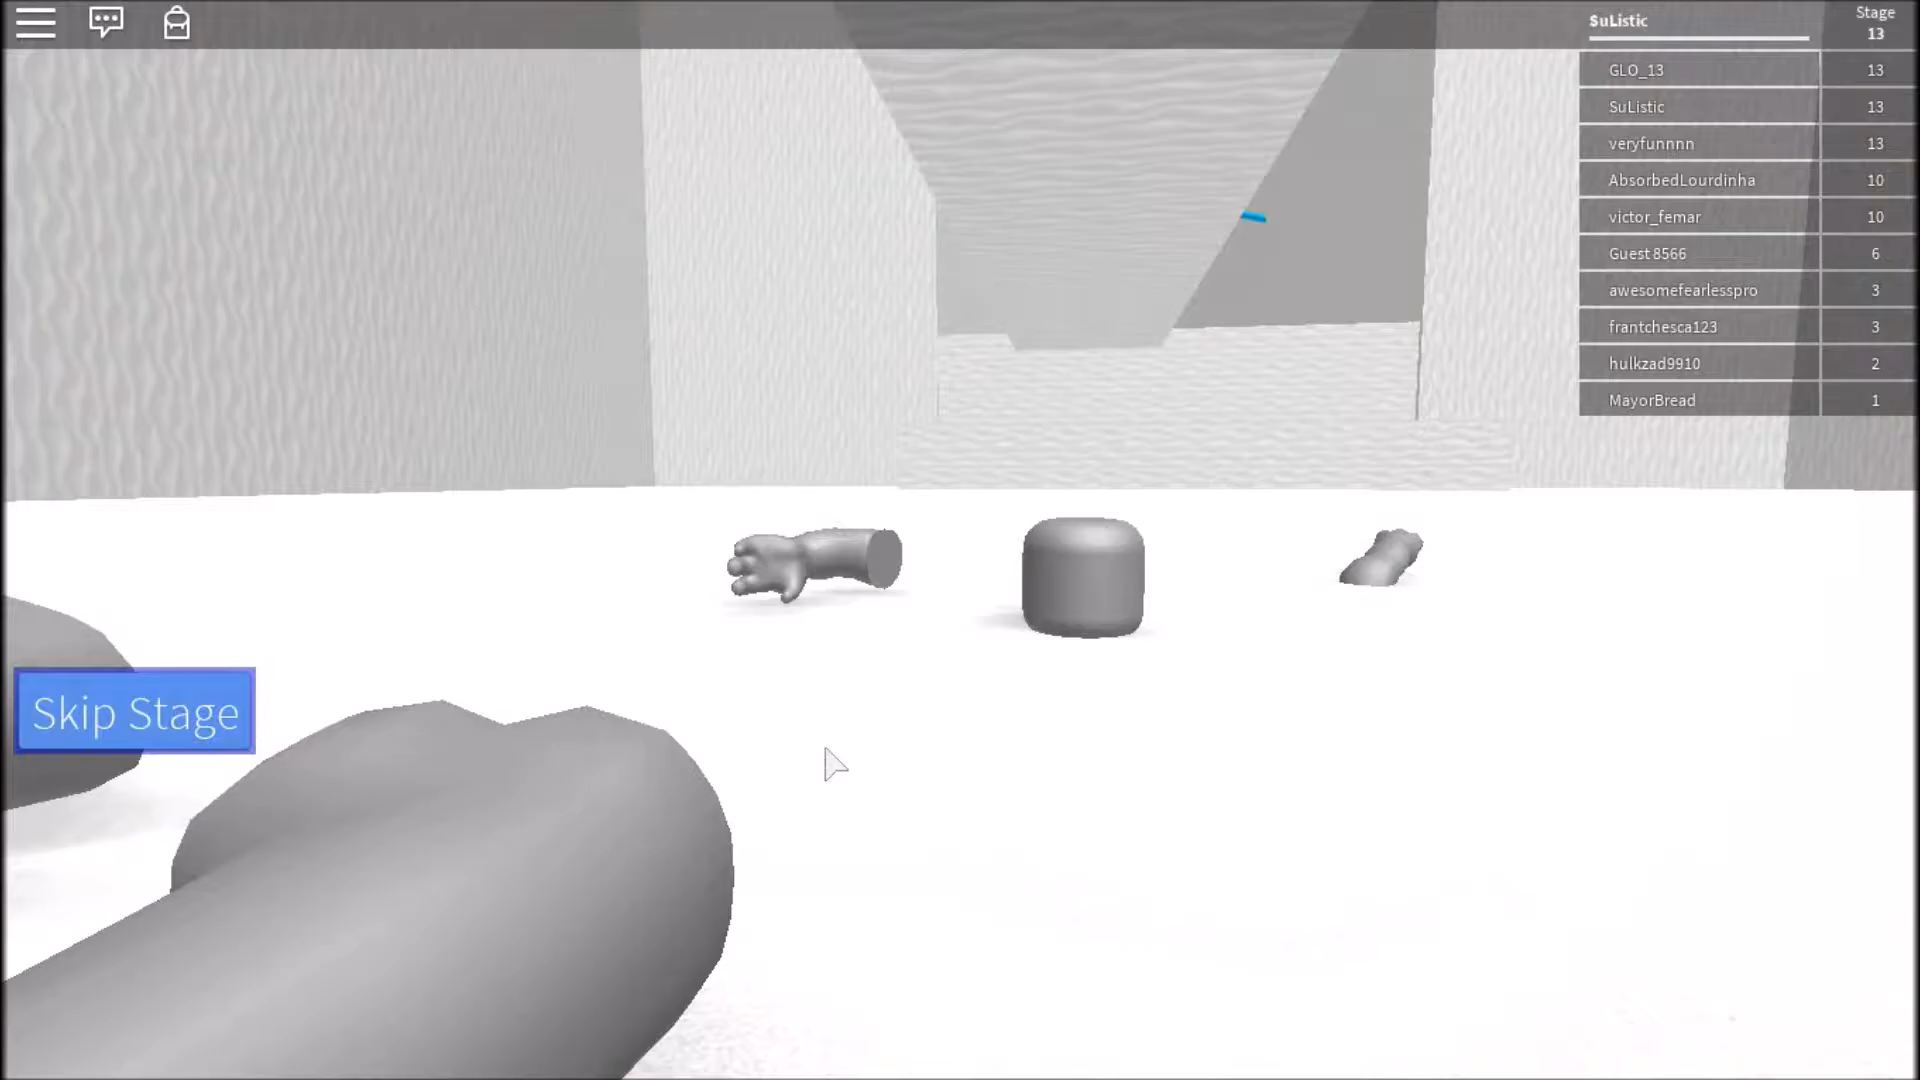 SuListic Stage
13
GLO_13 13
SuListic 13
veryfunnnn 13
AbsorbedLourdinha 10
victor_femar 10
Guest 8566 6
awesomefearlesspro 3
frantchesca123 3
hulkzad9910 2
MayorBread 1
Skip Stage